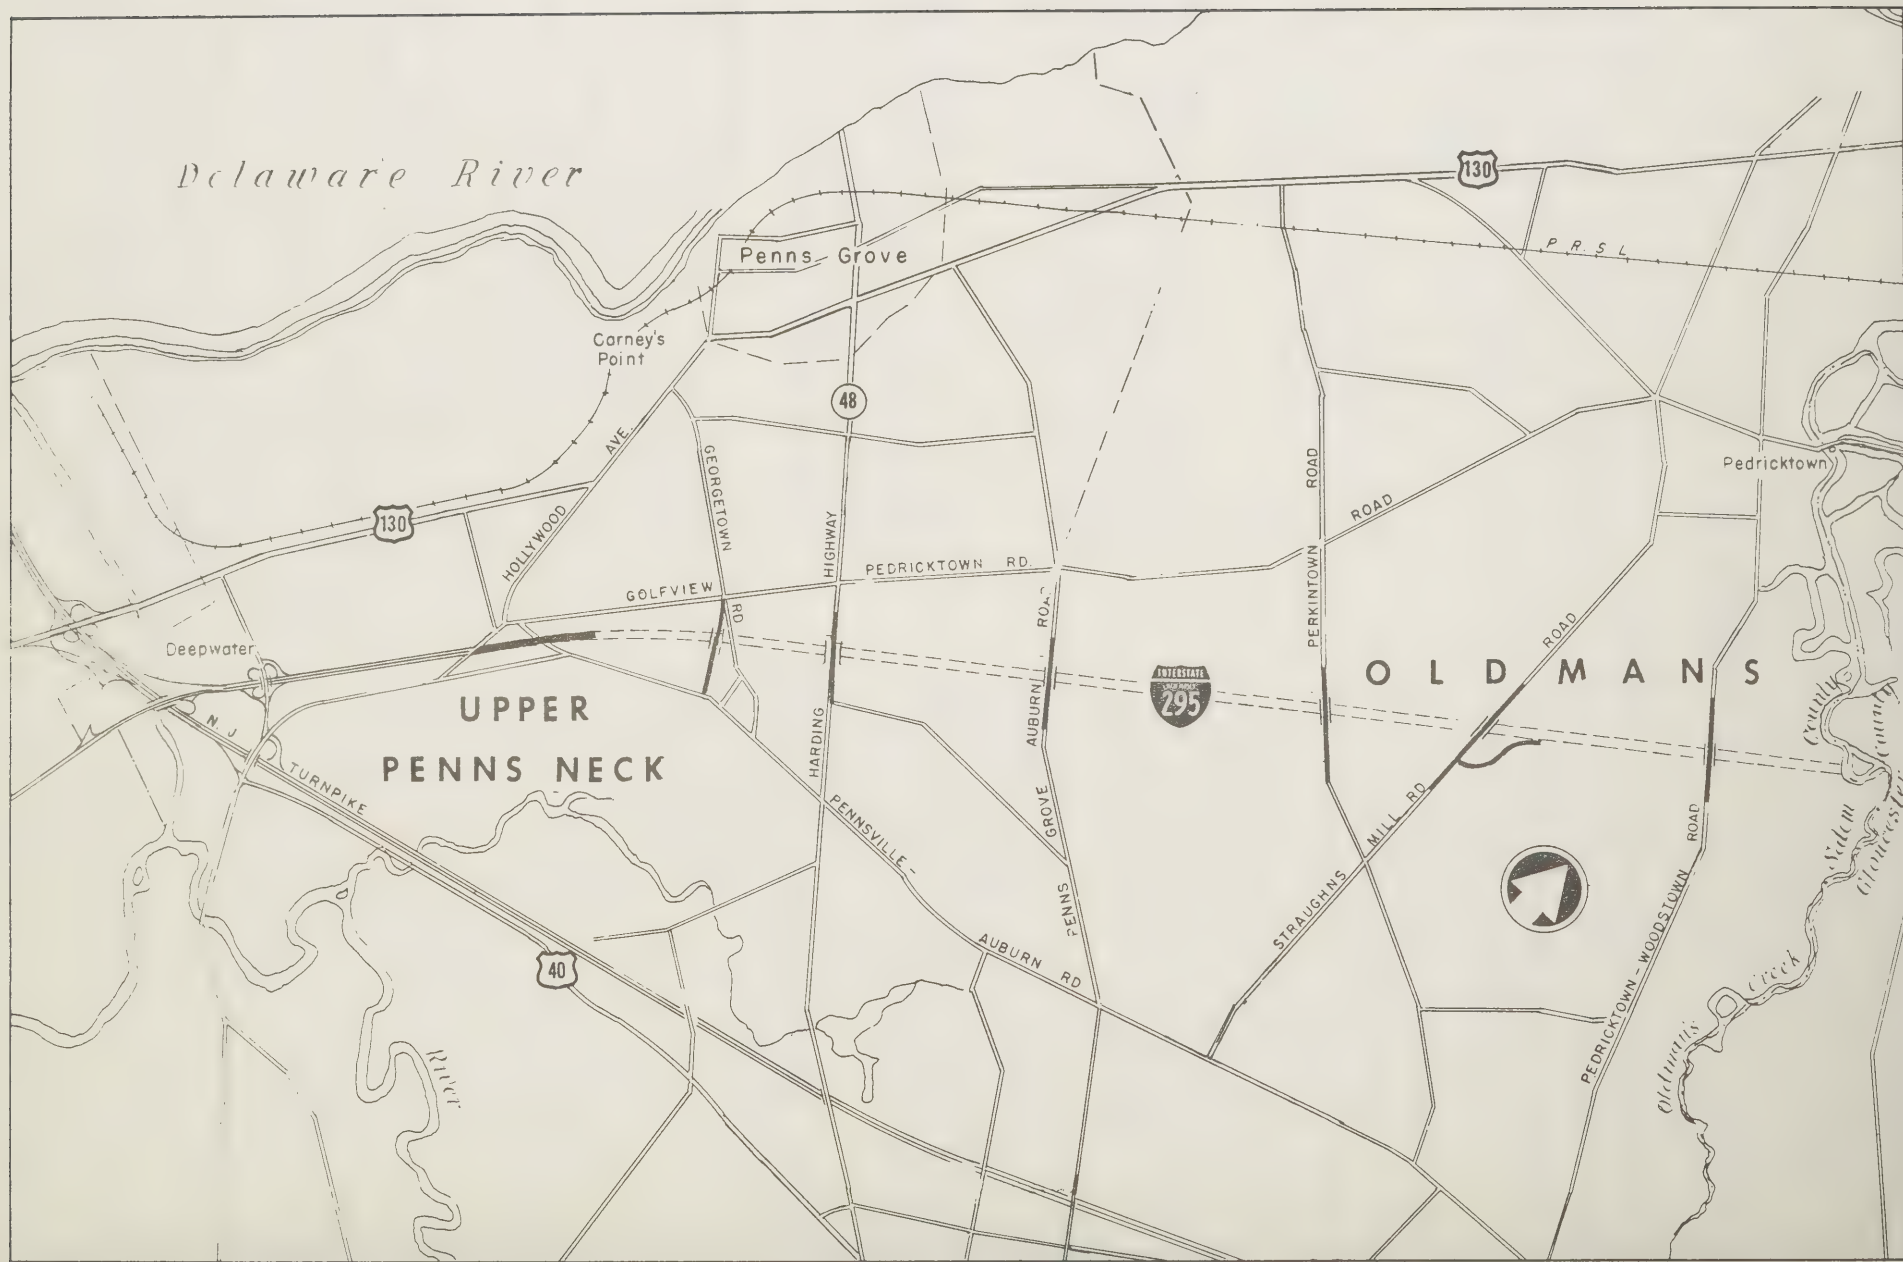 Delaware River
130
P. R. S. L.
Penns Grove
Carney's
Point
48
HOLLYWOOD AVE.
GEORGETOWN RD
HARDING HIGHWAY
130
GOLFVIEW
PEDRICKTOWN RD.
PERKINTOWN ROAD
ROAD
Pedricktown
Deepwater
UPPER
PENNS NECK
N. J. TURNPIKE
PENNS GROVE AUBURN ROAD
INTERSTATE
295
OLDMANS
STRAUGHNS MILL RD
ROAD
PEDRICKTOWN - WOODSTOWN ROAD
PENNSVILLE -
AUBURN RD
40
River
Oldmans Creek
Salem County
Gloucester County